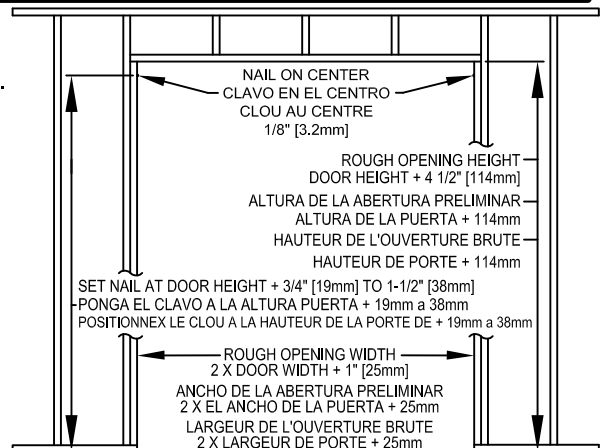 NAIL ON CENTER
CLAVO EN EL CENTRO
CLOU AU CENTRE
1/8" [3.2mm]
ROUGH OPENING HEIGHT
DOOR HEIGHT + 4 1/2" [114mm]
ALTURA DE LA ABERTURA PRELIMINAR
ALTURA DE LA PUERTA + 114mm
HAUTEUR DE L'OUVERTURE BRUTE
HAUTEUR DE PORTE + 114mm
SET NAIL AT DOOR HEIGHT + 3/4" [19mm] TO 1-1/2" [38mm]
PONGA EL CLAVO A LA ALTURA PUERTA + 19mm a 38mm
POSITIONNEX LE CLOU A LA HAUTEUR DE LA PORTE DE + 19mm a 38mm
ROUGH OPENING WIDTH
2 X DOOR WIDTH + 1" [25mm]
ANCHO DE LA ABERTURA PRELIMINAR
2 X EL ANCHO DE LA PUERTA + 25mm
LARGEUR DE L'OUVERTURE BRUTE
2 X LARGEUR DE PORTE + 25mm